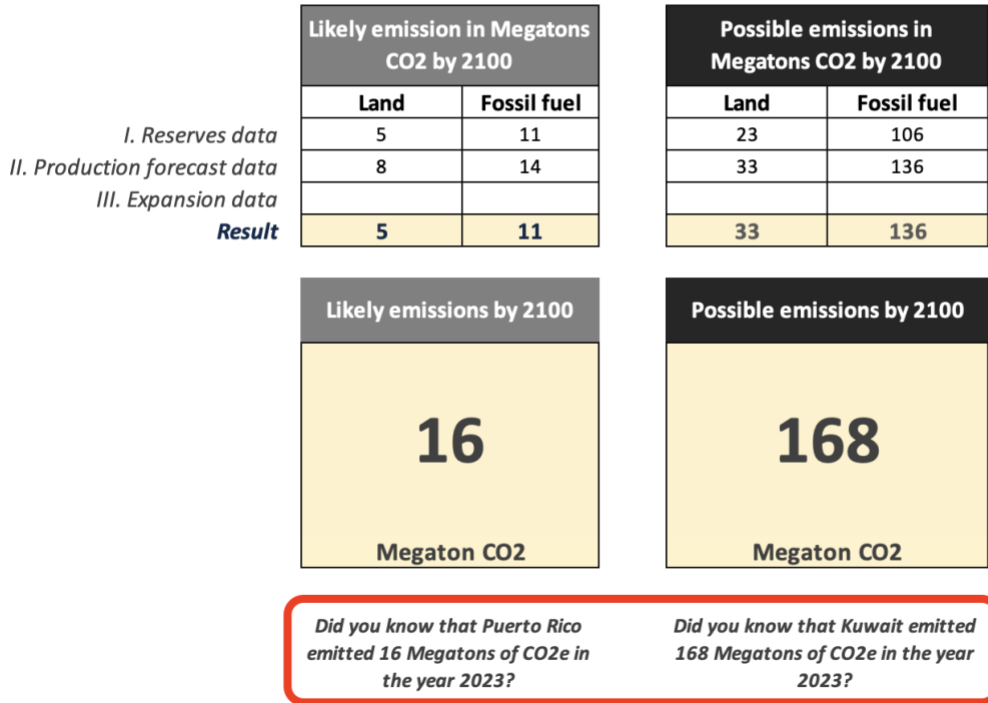 Likely emission in Megatons
CO2 by 2100
Possible emissions in
Megatons CO2 by 2100
Land Fossil fuel Land Fossil fuel
I. Reserves data 5 11 23 106
II. Production forecast data 8 14 33 136
III. Expansion data
Result 5 11 33 136
Likely emissions by 2100
Possible emissions by 2100
16
168
Megaton CO2
Megaton CO2
Did you know that Puerto Rico
emitted 16 Megatons of CO2e in
the year 2023?
Did you know that Kuwait emitted
168 Megatons of CO2e in the year
2023?